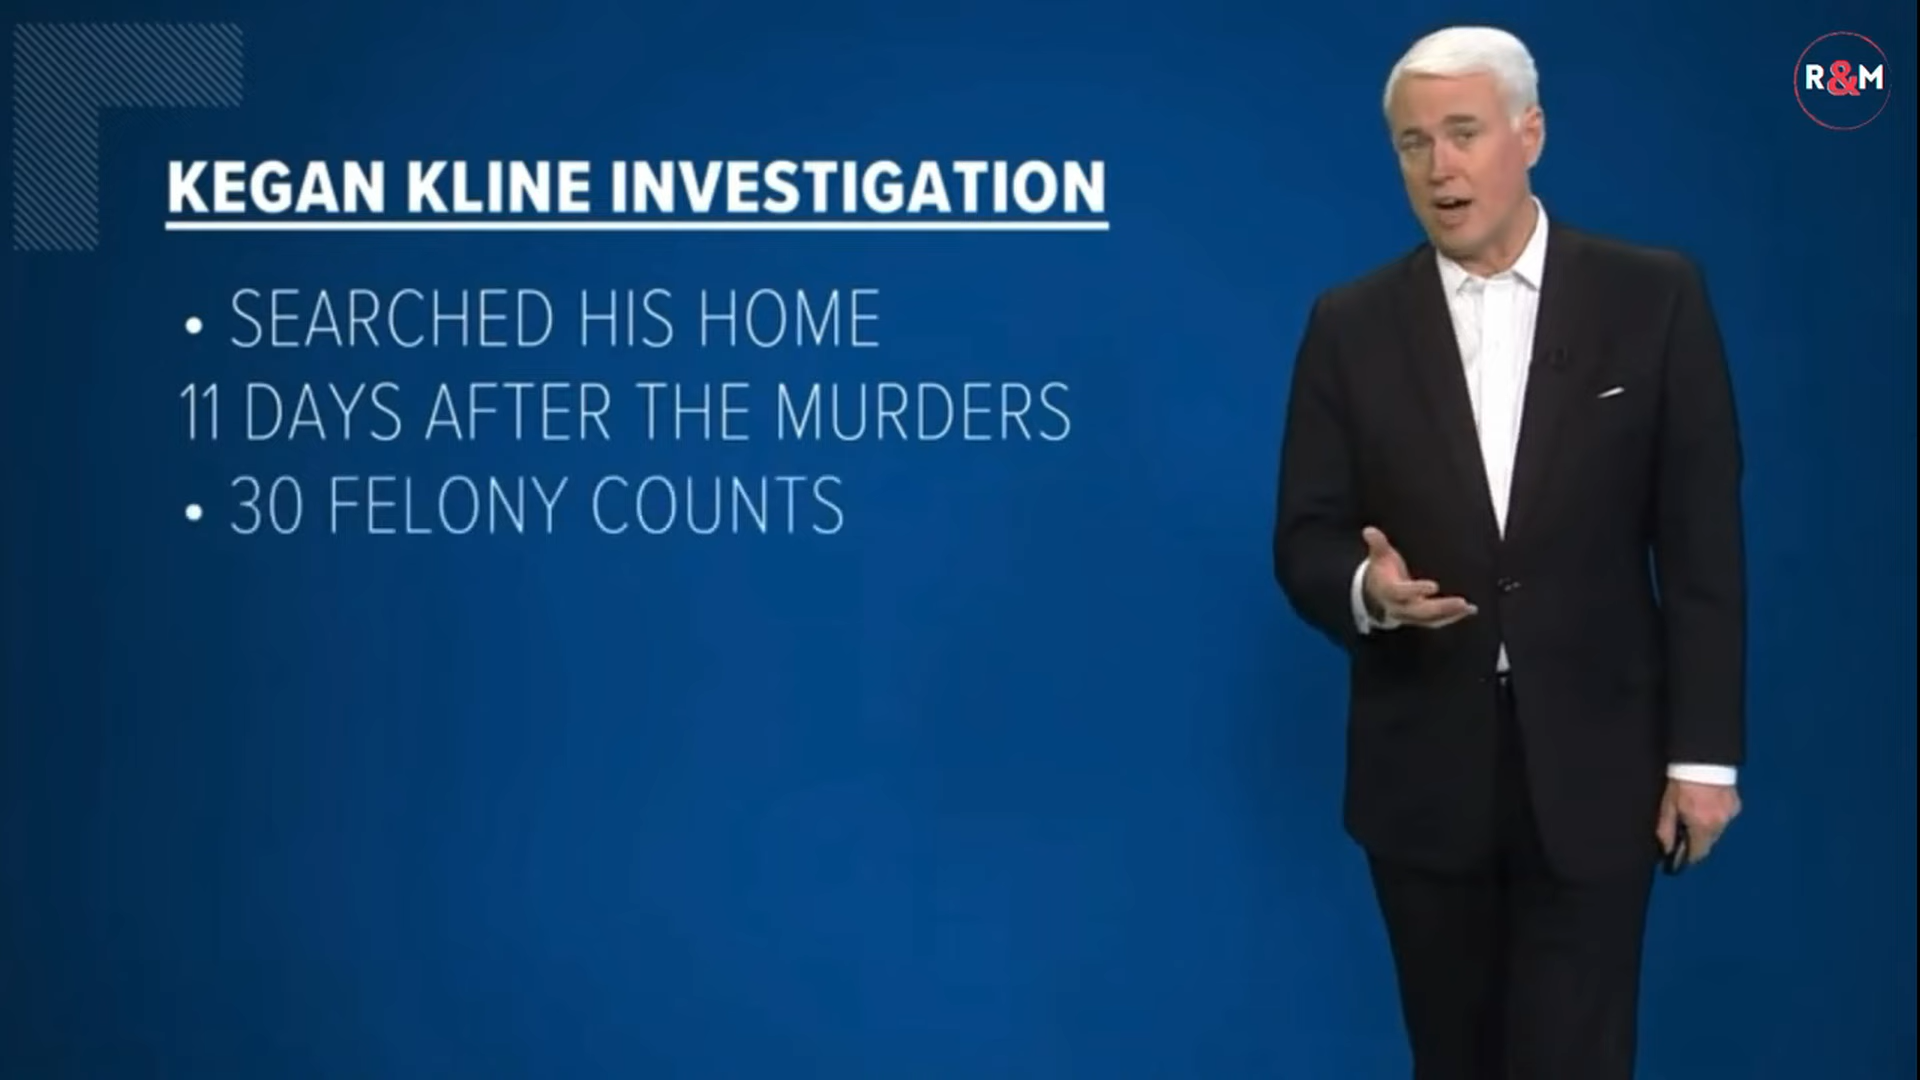 KEGAN KLINE INVESTIGATION
• SEARCHED HIS HOME
11 DAYS AFTER THE MURDERS
• 30 FELONY COUNTS
R&M